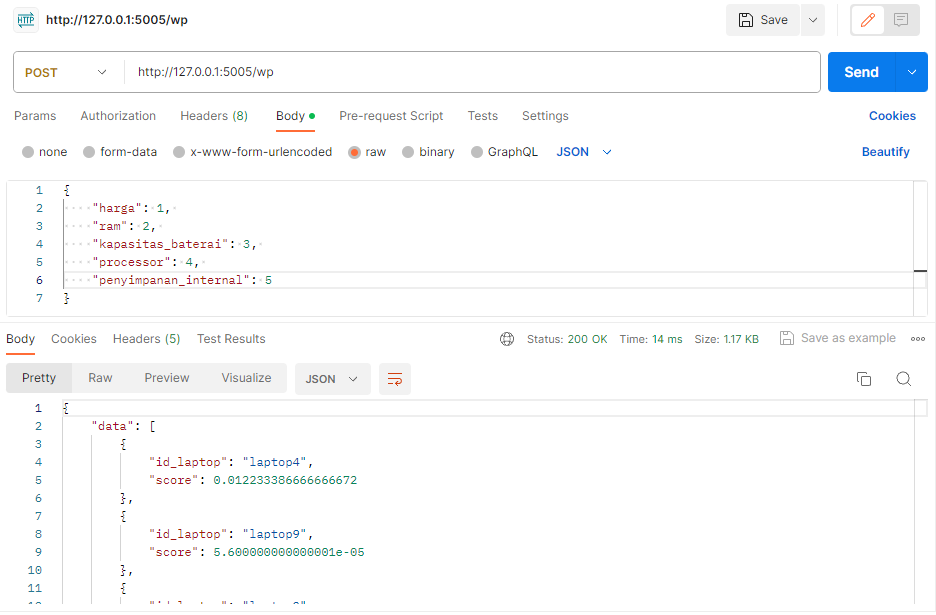 HTTP http://127.0.0.1:5005/wp Save
POST http://127.0.0.1:5005/wp Send
Params Authorization Headers (8) Body Pre-request Script Tests Settings Cookies
none form-data x-www-form-urlencoded raw binary GraphQL JSON Beautify
1 {
2 "harga": 1,
3 "ram": 2,
4 "kapasitas_baterai": 3,
5 "processor": 4,
6 "penyimpanan_internal": 5
7 }
Body Cookies Headers (5) Test Results Status: 200 OK Time: 14 ms Size: 1.17 KB Save as example
Pretty Raw Preview Visualize JSON
1 {
2 "data": [
3 {
4 "id_laptop": "laptop4",
5 "score": 0.012233386666666672
6 },
7 {
8 "id_laptop": "laptop9",
9 "score": 5.600000000000001e-05
10 },
11 {